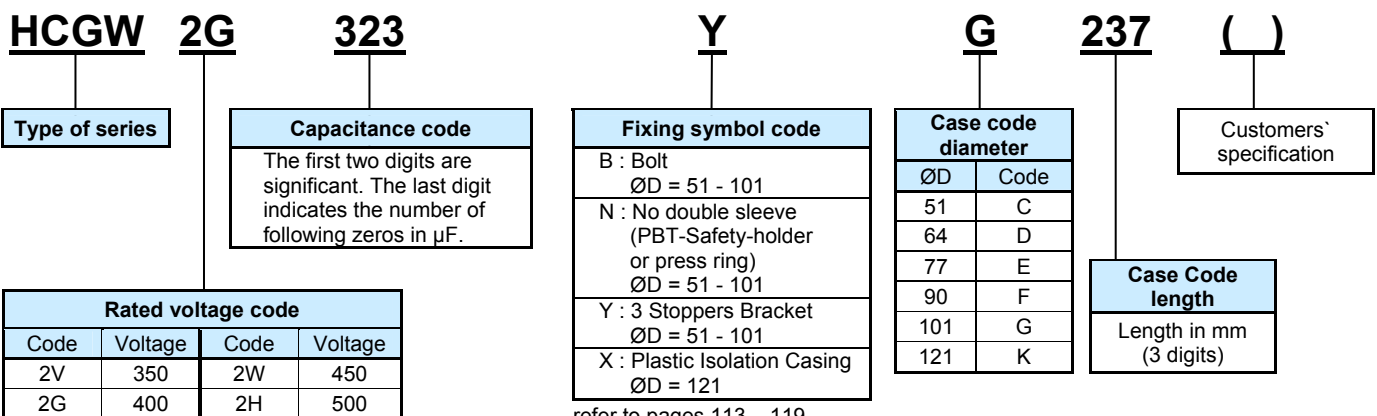 HCGW 2G 323 Y G 237 ( )
Type of series
Capacitance code
The first two digits are
significant. The last digit
indicates the number of
following zeros in µF.
Rated voltage code
Code Voltage Code Voltage
2V 350 2W 450
2G 400 2H 500
Fixing symbol code
B : Bolt
ØD = 51 - 101
N : No double sleeve
(PBT-Safety-holder
or press ring)
ØD = 51 - 101
Y : 3 Stoppers Bracket
ØD = 51 - 101
X : Plastic Isolation Casing
ØD = 121
refer to pages 113 – 119
Case code
diameter
ØD Code
51 C
64 D
77 E
90 F
101 G
121 K
Case Code
length
Length in mm
(3 digits)
Customers`
specification